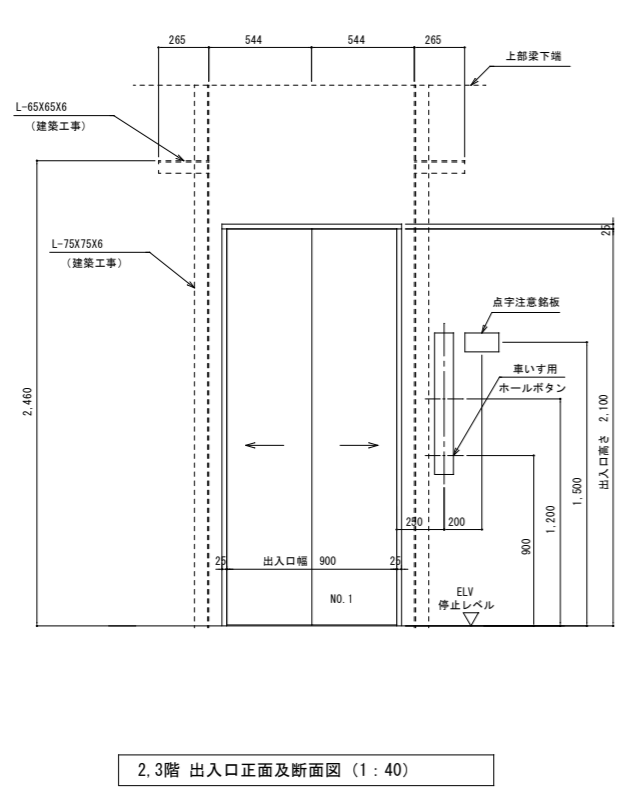 265
544
544
265
上部梁下端
L-65X65X6
(建築工事)
25
L-75X75X6
(建築工事)
点字注意銘板
車いす用
ホールボタン
2,460
出入口高さ 2,100
1,500
1,200
900
250
200
25
出入口幅 900
25
NO.1
ELV
停止レベル
2,3階 出入口正面及断面図 (1:40)